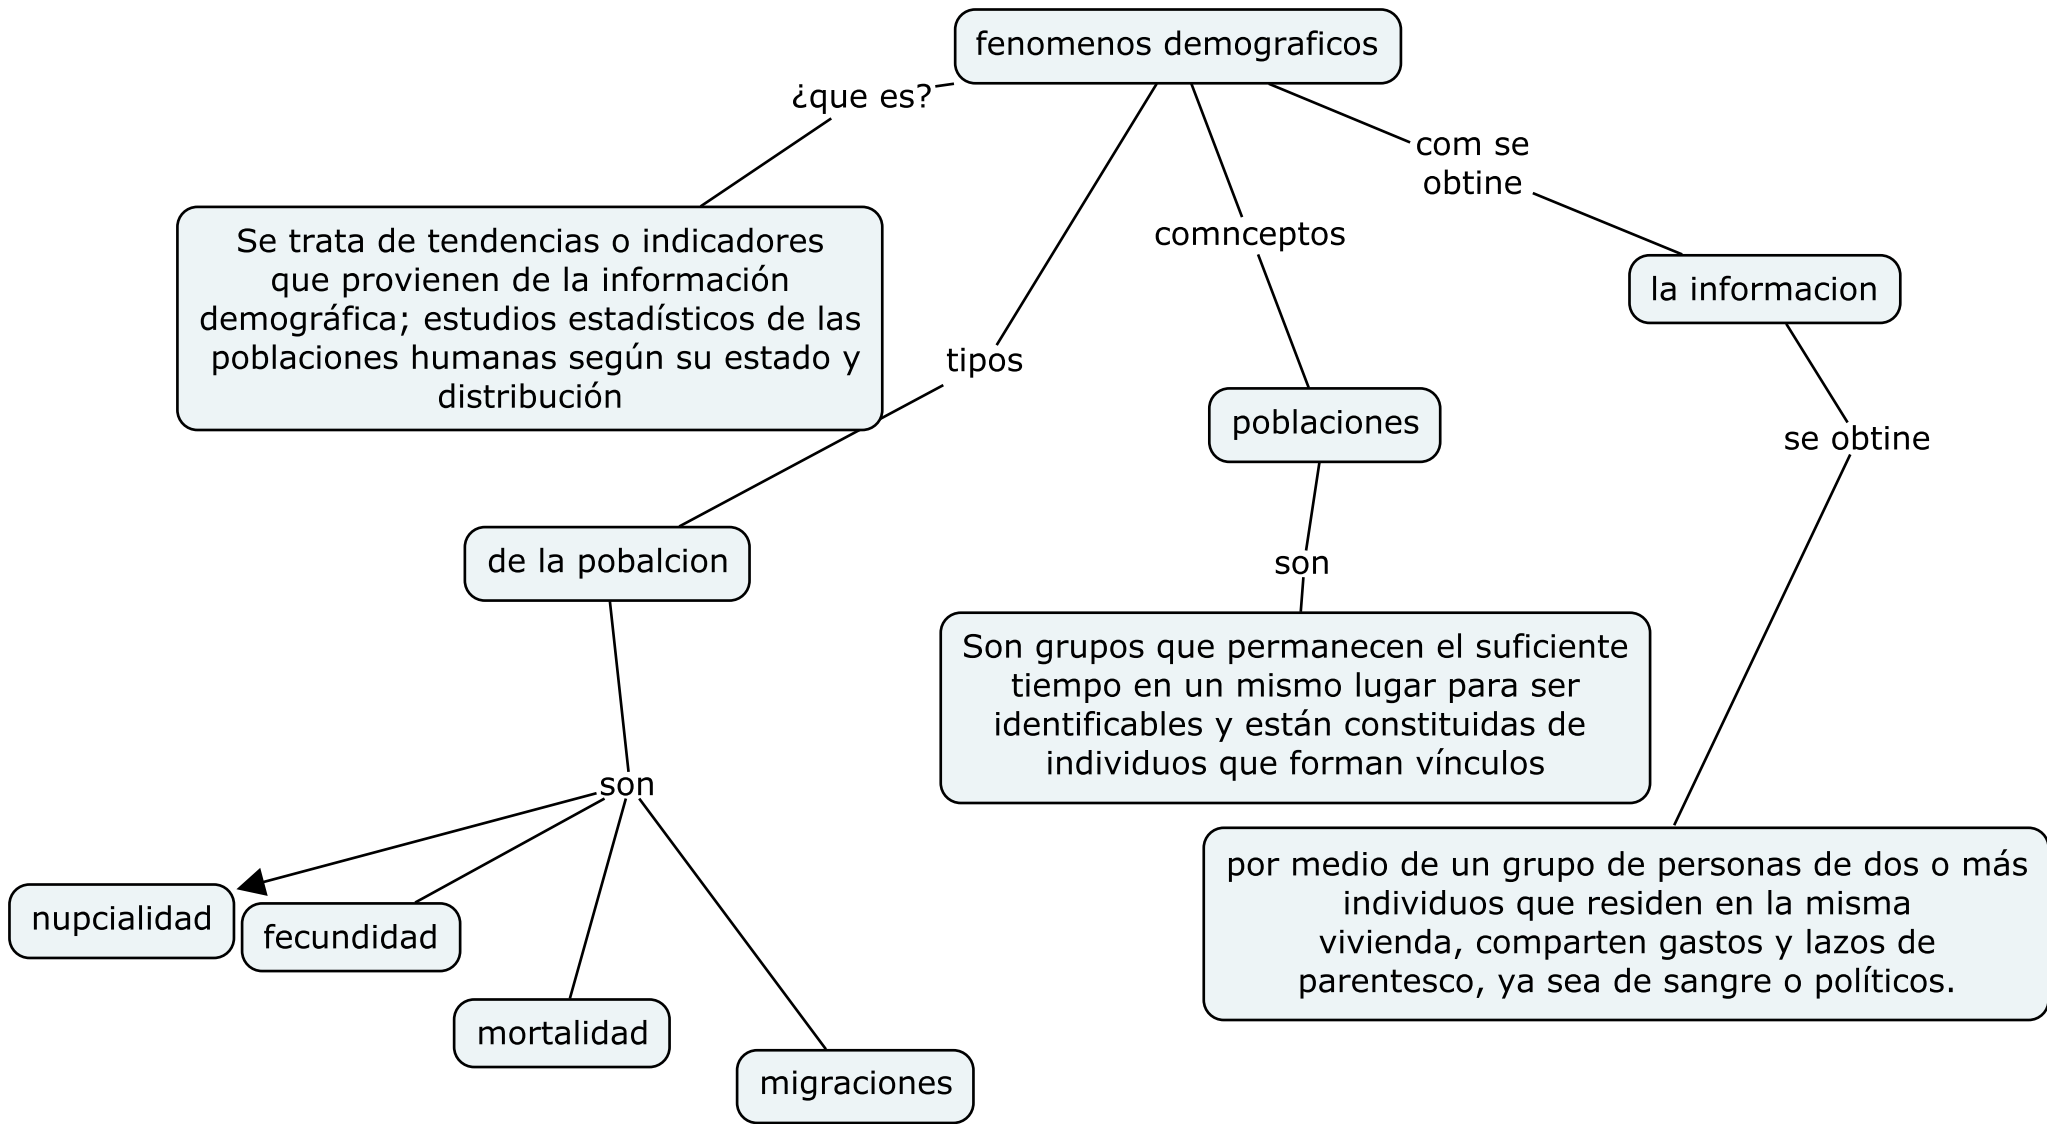 fenomenos demograficos
¿que es?
com se
obtine
Se trata de tendencias o indicadores
que provienen de la información
demográfica; estudios estadísticos de las
poblaciones humanas según su estado y
distribución
comnceptos
la informacion
tipos
poblaciones
se obtine
de la pobalcion
son
Son grupos que permanecen el suficiente
tiempo en un mismo lugar para ser
identificables y están constituidas de
individuos que forman vínculos
son
por medio de un grupo de personas de dos o más
individuos que residen en la misma
vivienda, comparten gastos y lazos de
parentesco, ya sea de sangre o políticos.
nupcialidad
fecundidad
mortalidad
migraciones